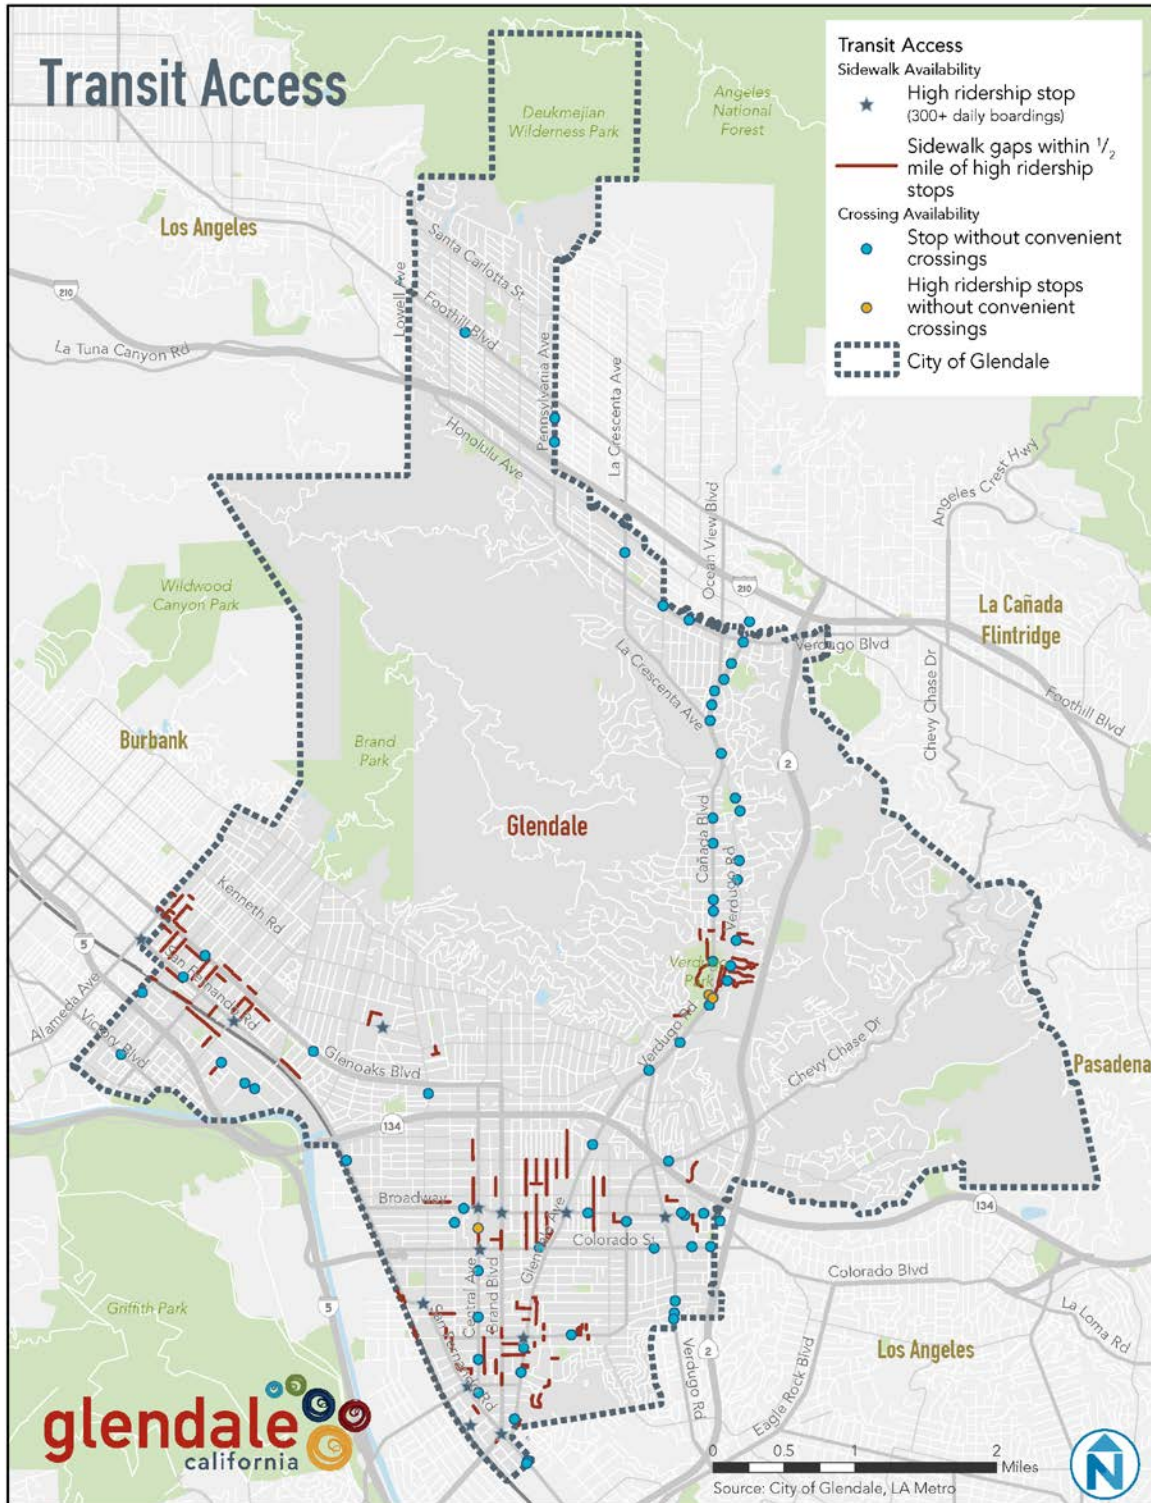 Transit Access
Transit Access
Sidewalk Availability
High ridership stop
(300+ daily boardings)
Sidewalk gaps within 1/2
mile of high ridership
stops
Crossing Availability
Stop without convenient
crossings
High ridership stops
without convenient
crossings
City of Glendale
Deukmejian
Wilderness Park
Angeles
National
Forest
Los Angeles
Santa Carlotta St
Lowell Ave
Foothill Blvd
210
La Tuna Canyon Rd
Pennsylvania Ave
La Crescenta Ave
Honolulu Ave
Ocean View Blvd
Angeles Crest Hwy
Wildwood
Canyon Park
210
La Cañada
Flintridge
Verdugo Blvd
La Crescenta Ave
Chevy Chase Dr
Foothill Blvd
Burbank
Brand
Park
2
Glendale
Cañada Blvd
Verdugo Rd
Kenneth Rd
5
San Fernando Rd
Verdugo
Park
Alameda Ave
Victory Blvd
Verdugo Rd
Chevy Chase Dr
Glenoaks Blvd
Pasadena
134
Broadway
134
Glendale Ave
Colorado St
Colorado Blvd
Central Ave
Brand Blvd
Griffith Park
5
San Fernando Rd
La Loma Rd
2
Los Angeles
Verdugo Rd
Eagle Rock Blvd
glendale
california
0 0.5 1 2
Miles
Source: City of Glendale, LA Metro
N